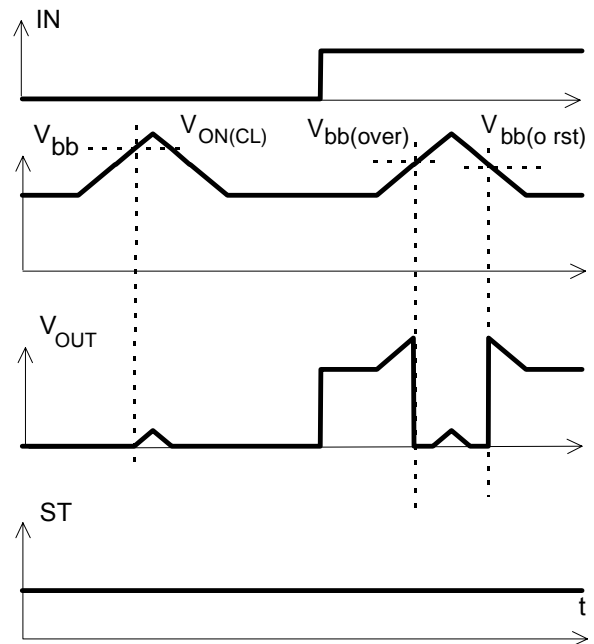 IN
Vbb
VON(CL)
Vbb(over)
Vbb(o rst)
VOUT
ST
t